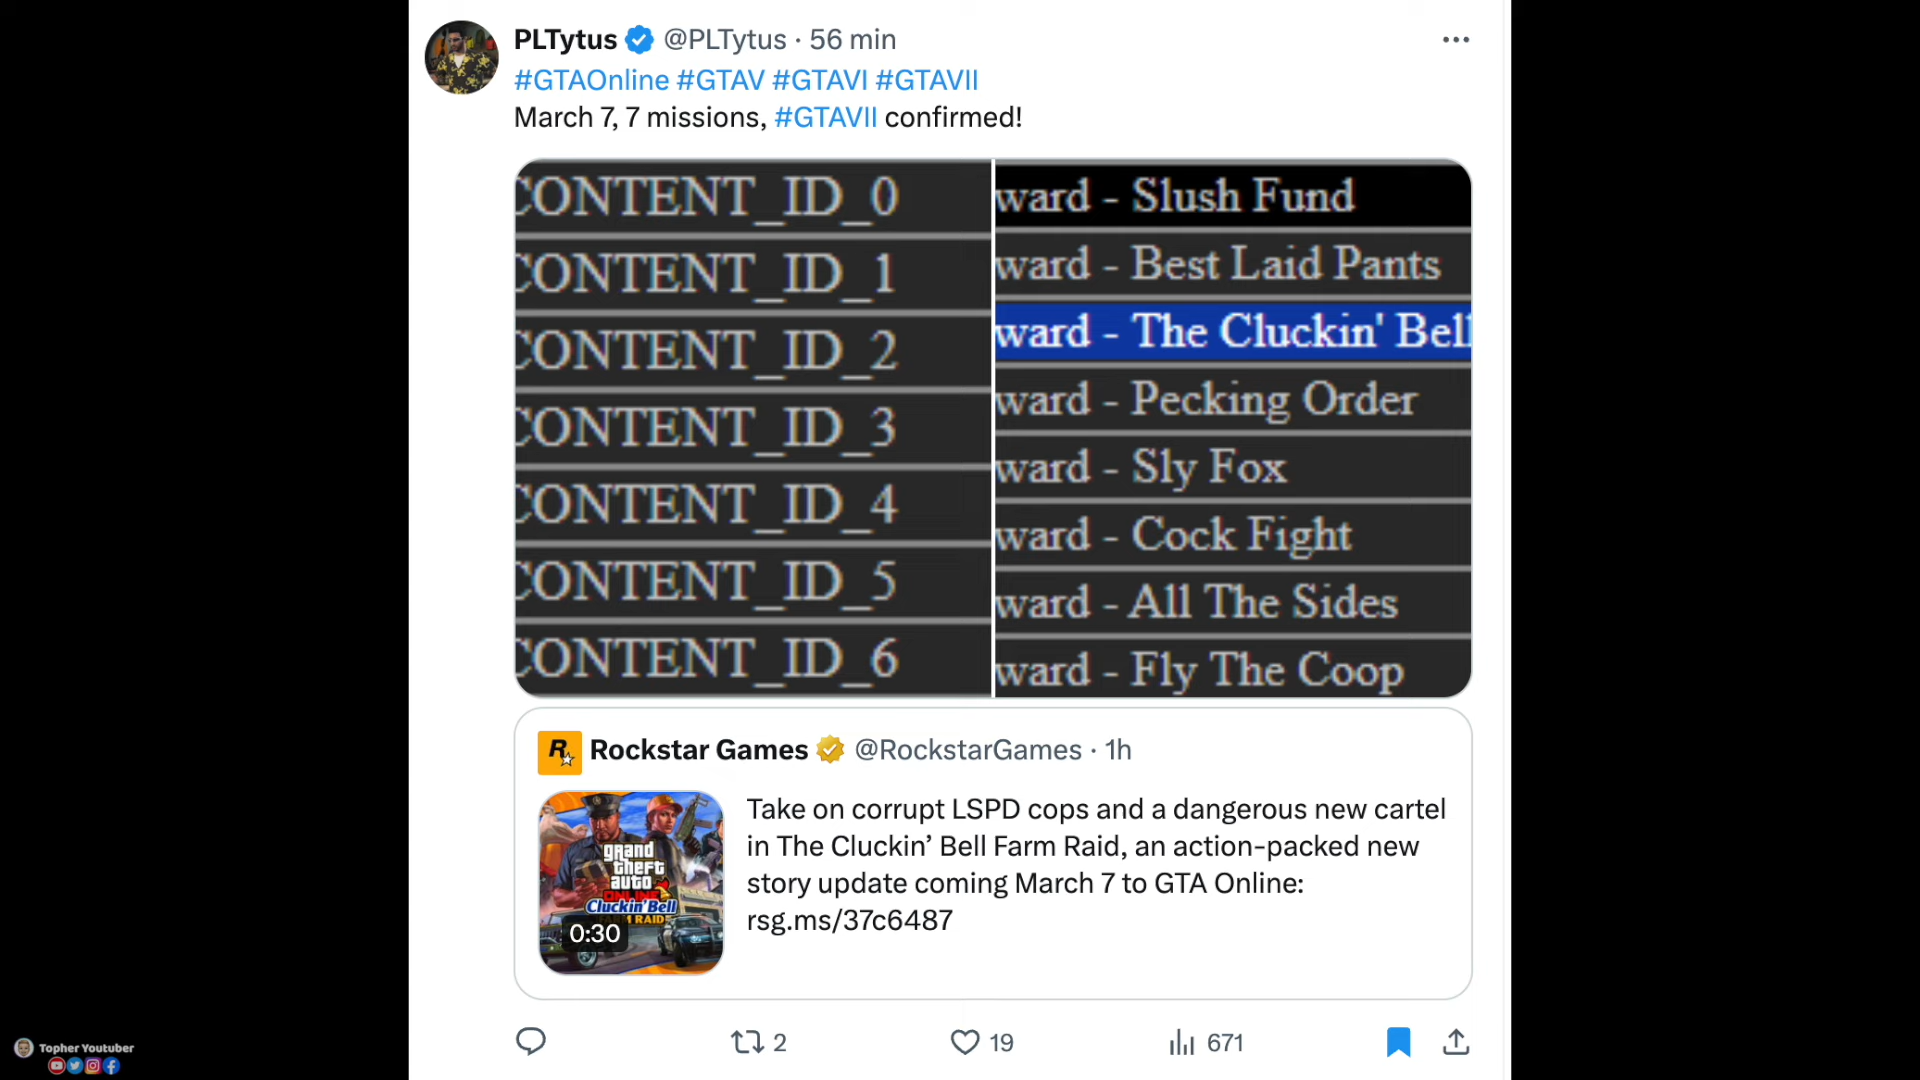 PLTytus @PLTytus · 56 min
#GTAOnline #GTAV #GTAVI #GTAVII
March 7, 7 missions, #GTAVII confirmed!
CONTENT_ID_0
CONTENT_ID_1
CONTENT_ID_2
CONTENT_ID_3
CONTENT_ID_4
CONTENT_ID_5
CONTENT_ID_6
ward - Slush Fund
ward - Best Laid Pants
ward - The Cluckin' Bell
ward - Pecking Order
ward - Sly Fox
ward - Cock Fight
ward - All The Sides
ward - Fly The Coop
R
Rockstar Games @RockstarGames · 1h
grand
theft
auto
ONLINE
Cluckin' Bell
FARM RAID
0:30
Take on corrupt LSPD cops and a dangerous new cartel
in The Cluckin’ Bell Farm Raid, an action-packed new
story update coming March 7 to GTA Online:
rsg.ms/37c6487
2
19
671
Topher Youtuber